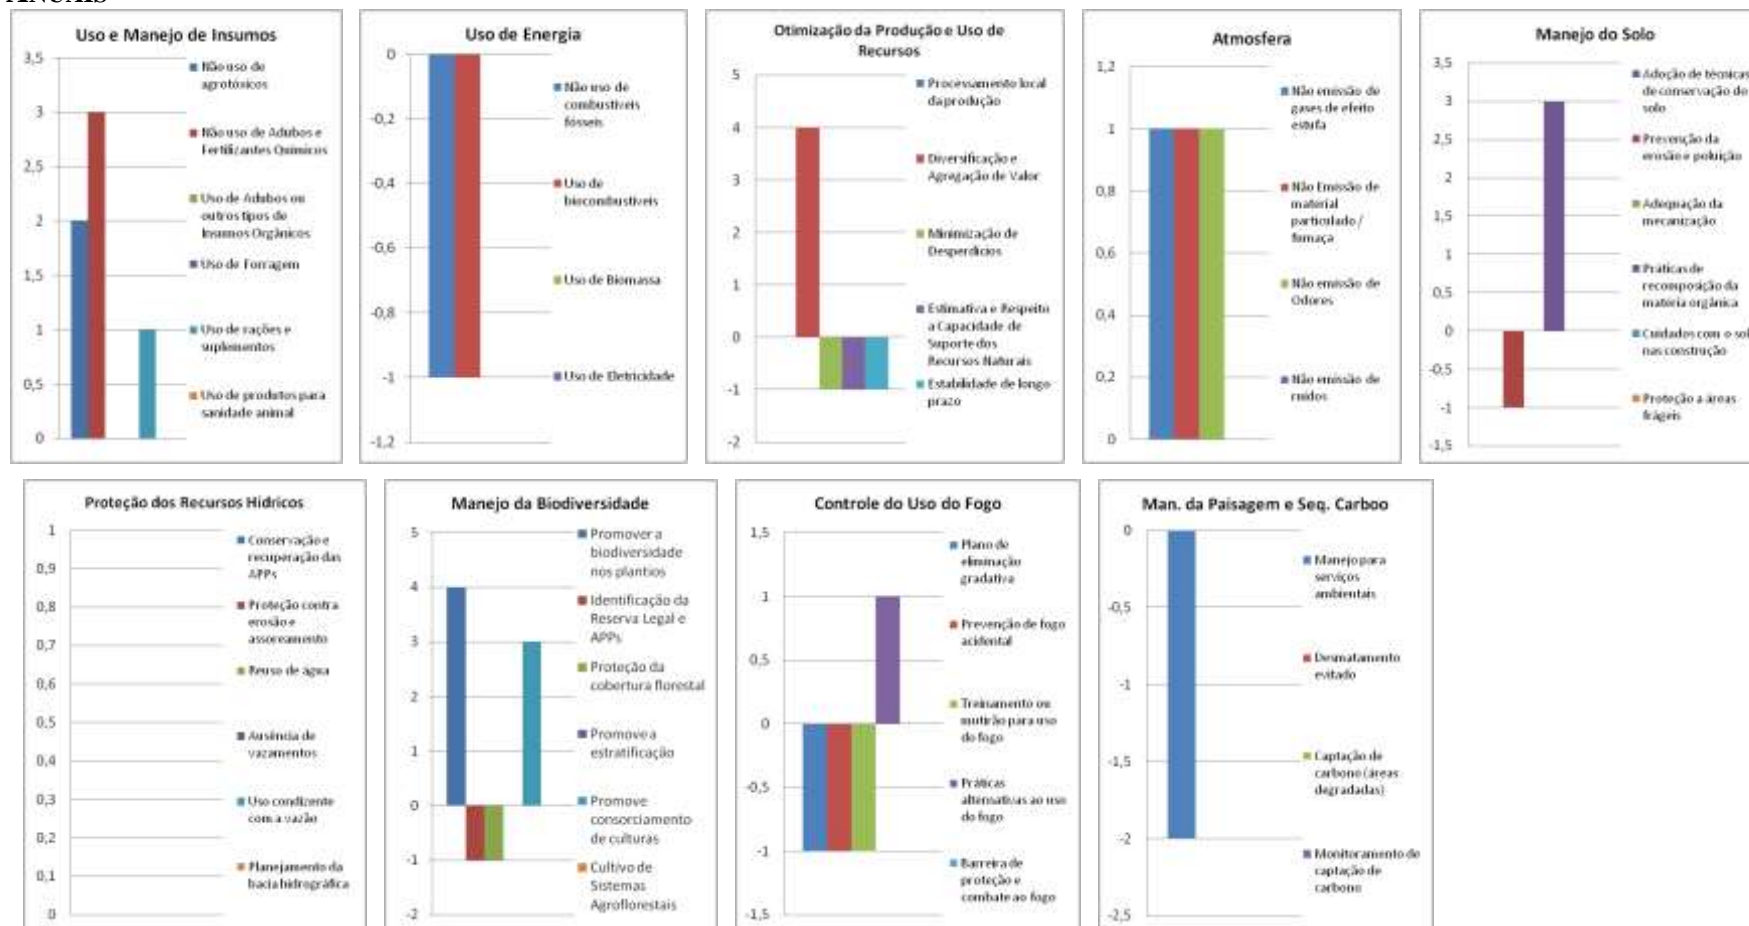 ANUAIS
Uso e Manejo de Insumos
3,5
3
2,5
2
1,5
1
0,5
0
Não uso de
agrotóxicos
Não uso de Adubos e
Fertilizantes Químicos
Uso de Adubos ou
outros tipos de
Insumos Orgânicos
Uso de Forragem
Uso de rações e
suplementos
Uso de produtos para
sanidade animal
Uso de Energia
0
-0,2
-0,4
-0,6
-0,8
-1
-1,2
Não uso de
combustíveis
fósseis
Uso de
biocombustíveis
Uso de Biomassa
Uso de Eletricidade
Otimização da Produção e Uso de
Recursos
5
4
3
2
1
0
-1
-2
Processamento local
da produção
Diversificação e
Agregação de Valor
Minimização de
Desperdícios
Estimativa e Respeito
a Capacidade de
Suporte dos
Recursos Naturais
Estabilidade de longo
prazo
Atmosfera
1,2
1
0,8
0,6
0,4
0,2
0
Não emissão de
gases de efeito
estufa
Não Emissão de
material
particulado /
fumaça
Não emissão de
Odores
Não emissão de
ruídos
Manejo do Solo
3,5
3
2,5
2
1,5
1
0,5
0
-0,5
-1
-1,5
Adoção de técnicas
de conservação do
solo
Prevenção da
erosão e poluição
Adequação da
mecanização
Práticas de
recomposição da
matéria orgânica
Cuidados com o sol
nas construção
Proteção a áreas
frágeis
Proteção dos Recursos Hídricos
1
0,9
0,8
0,7
0,6
0,5
0,4
0,3
0,2
0,1
0
Conservação e
recuperação das
APPs
Proteção contra
erosão e
assoreamento
Reuso de água
Ausência de
vazamentos
Uso condizente
com a vazão
Planejamento da
bacia hidrográfica
Manejo da Biodiversidade
5
4
3
2
1
0
-1
-2
Promover a
biodiversidade
nos plantios
Identificação da
Reserva Legal e
APPs
Proteção da
cobertura florestal
Promove a
estratificação
Promove
consorciamento
de culturas
Cultivo de
Sistemas
Agroflorestais
Controle do Uso do Fogo
1,5
1
0,5
0
-0,5
-1
-1,5
Plano de
eliminação
gradativa
Prevenção de fogo
acidental
Treinamento ou
mutirão para uso
do fogo
Práticas
alternativas ao uso
do fogo
Barreira de
proteção e
combate ao fogo
Man. da Paisagem e Seq. Carboo
0
-0,5
-1
-1,5
-2
-2,5
Manejo para
serviços
ambientais
Desmatamento
evitado
Captação de
carbono (áreas
degradadas)
Monitoramento de
captação de
carbono